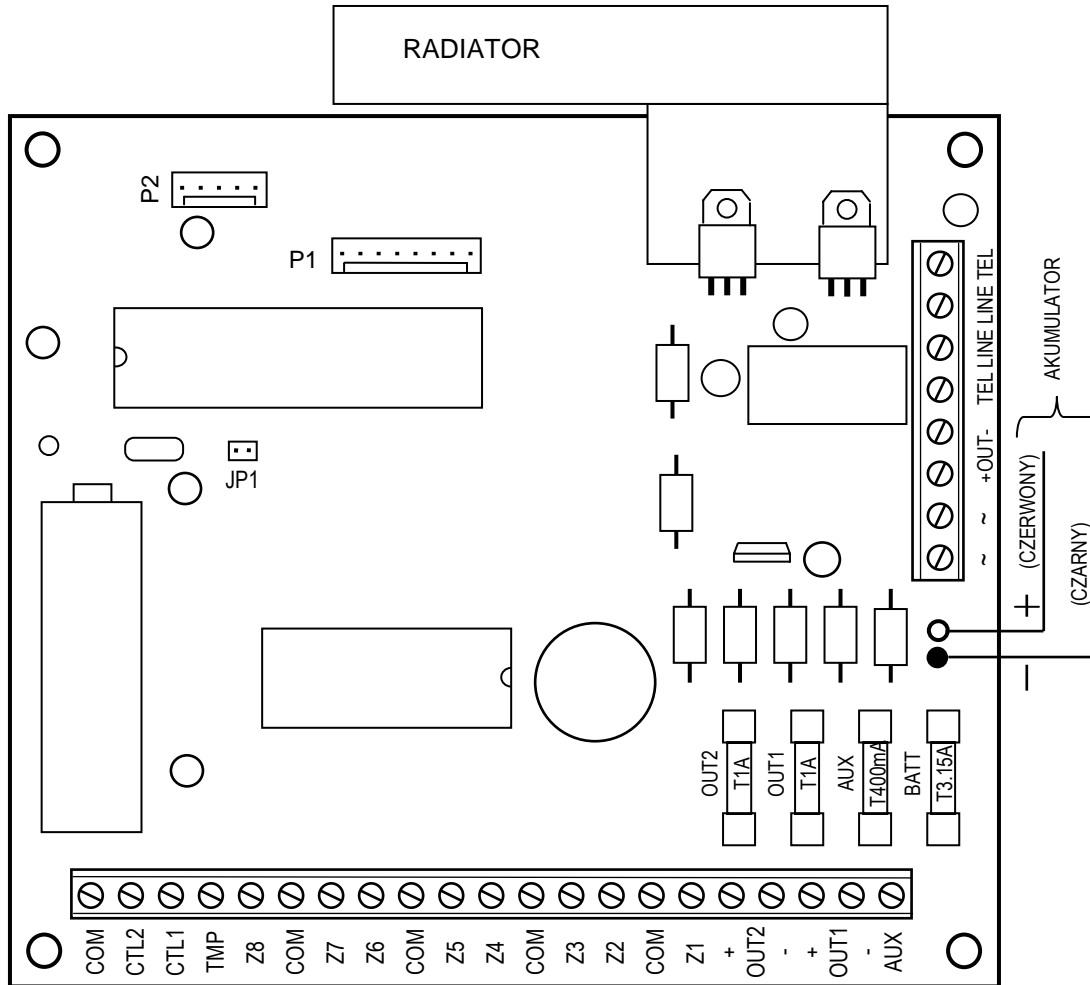 RADIATOR
P2
P1
JP1
TEL LINE LINE TEL
+OUT-
~
~
AKUMULATOR
(CZERWONY)
(CZARNY)
+
−
OUT2
T1A
OUT1
T1A
AUX
T400mA
BATT
T3.15A
COM
CTL2
CTL1
TMP
Z8
COM
Z7
Z6
COM
Z5
Z4
COM
Z3
Z2
COM
Z1
+
OUT2
-
+
OUT1
-
AUX